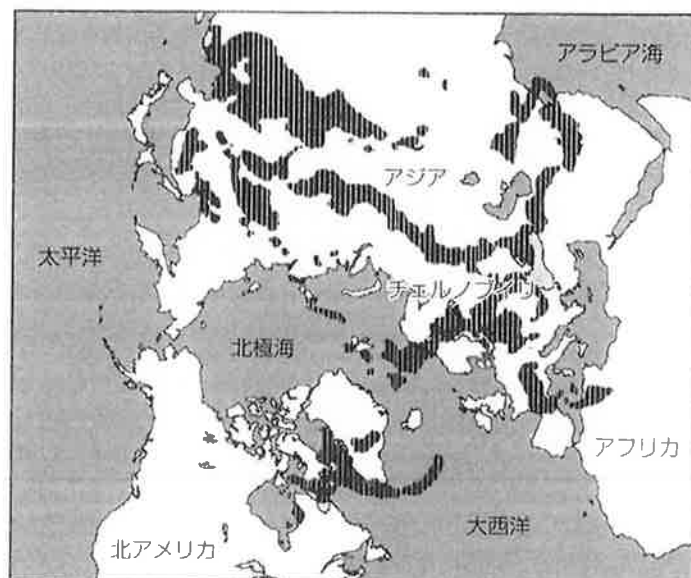 アラビア海
アジア
太平洋
チェルノブイリ
北極海
アフリカ
大西洋
北アメリカ